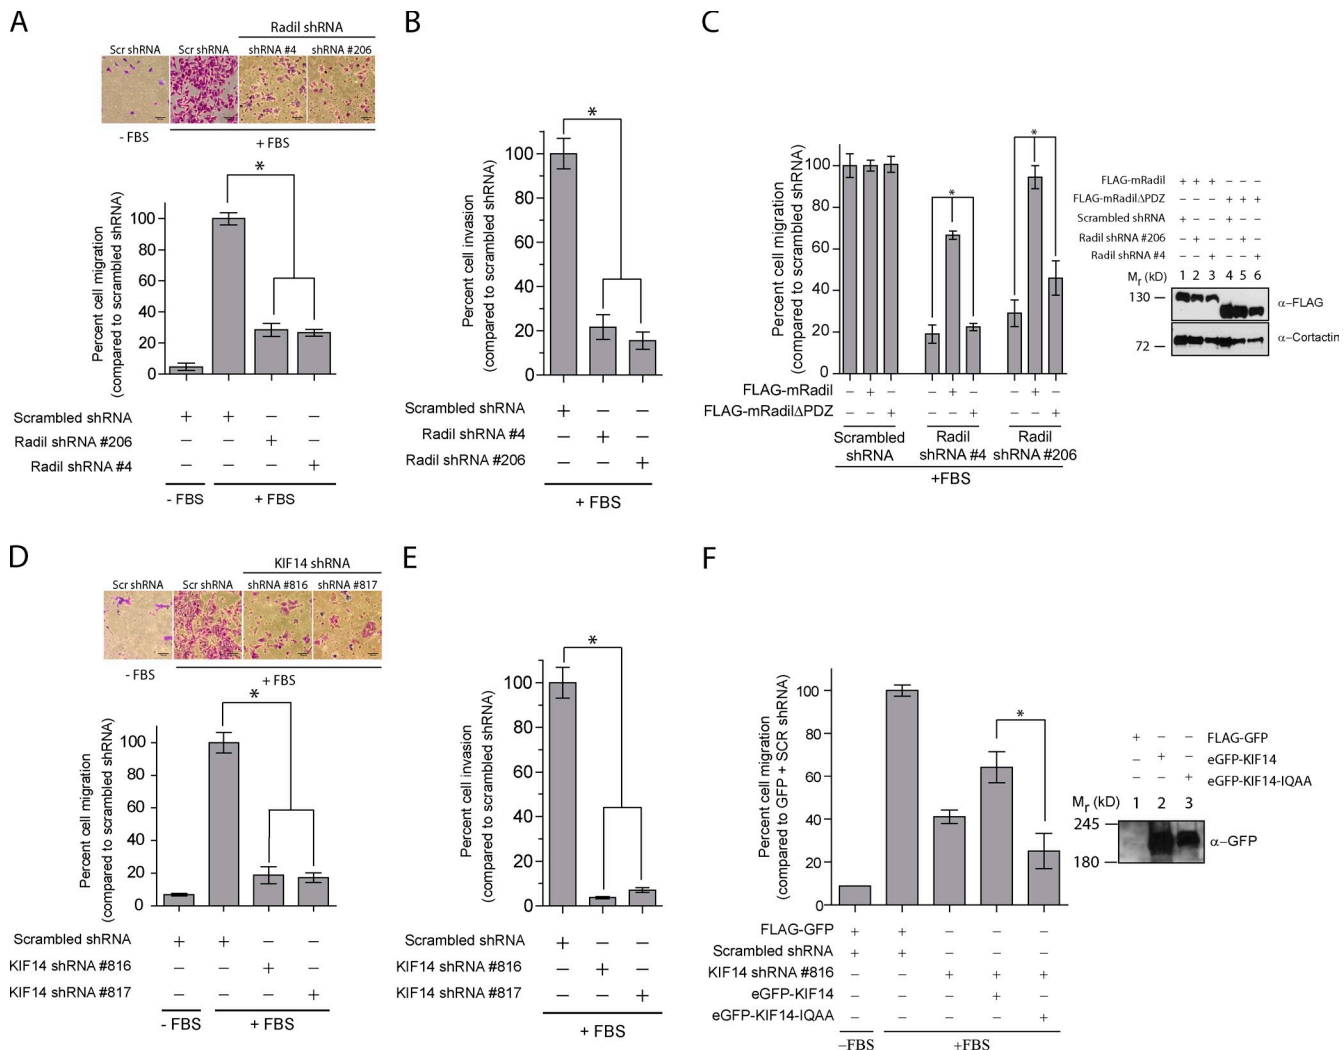 A
Radil shRNA
Scr shRNA Scr shRNA shRNA #4 shRNA #206
- FBS
+ FBS
*
Percent cell migration
(compared to scrambled shRNA)
100
80
60
40
20
0
Scrambled shRNA + + – –
Radil shRNA #206 – – + –
Radil shRNA #4 – – – +
- FBS + FBS
B
*
Percent cell invasion
(compared to scrambled shRNA)
100
80
60
40
20
0
Scrambled shRNA + – –
Radil shRNA #4 – + –
Radil shRNA #206 – – +
+ FBS
C
* *
Percent cell migration
(compared to scrambled shRNA)
100
80
60
40
20
0
FLAG-mRadil – + – – + – – + –
FLAG-mRadilΔPDZ – – + – – + – – +
Scrambled shRNA
Radil shRNA #4
Radil shRNA #206
+FBS
FLAG-mRadil + + + – – –
FLAG-mRadilΔPDZ – – – + + +
Scrambled shRNA + – – + – –
Radil shRNA #206 – + – – + –
Radil shRNA #4 – – + – – +
Mr (kD) 1 2 3 4 5 6
130 α–FLAG
72 α–Cortactin
D
KIF14 shRNA
Scr shRNA Scr shRNA shRNA #816 shRNA #817
- FBS
+ FBS
*
Percent cell migration
(compared to scrambled shRNA)
100
80
60
40
20
0
Scrambled shRNA + + – –
KIF14 shRNA #816 – – + –
KIF14 shRNA #817 – – – +
- FBS + FBS
E
*
Percent cell invasion
(compared to scrambled shRNA)
100
80
60
40
20
0
Scrambled shRNA + – –
KIF14 shRNA #816 – + –
KIF14 shRNA #817 – – +
+ FBS
F
*
Percent cell migration
(compared to GFP + SCR shRNA)
100
80
60
40
20
0
FLAG-GFP + + – – –
Scrambled shRNA + + – – –
KIF14 shRNA #816 – – + + +
eGFP-KIF14 – – – + –
eGFP-KIF14-IQAA – – – – +
–FBS +FBS
+ – – FLAG-GFP
– + – eGFP-KIF14
– – + eGFP-KIF14-IQAA
Mr (kD) 1 2 3
245
180
α–GFP